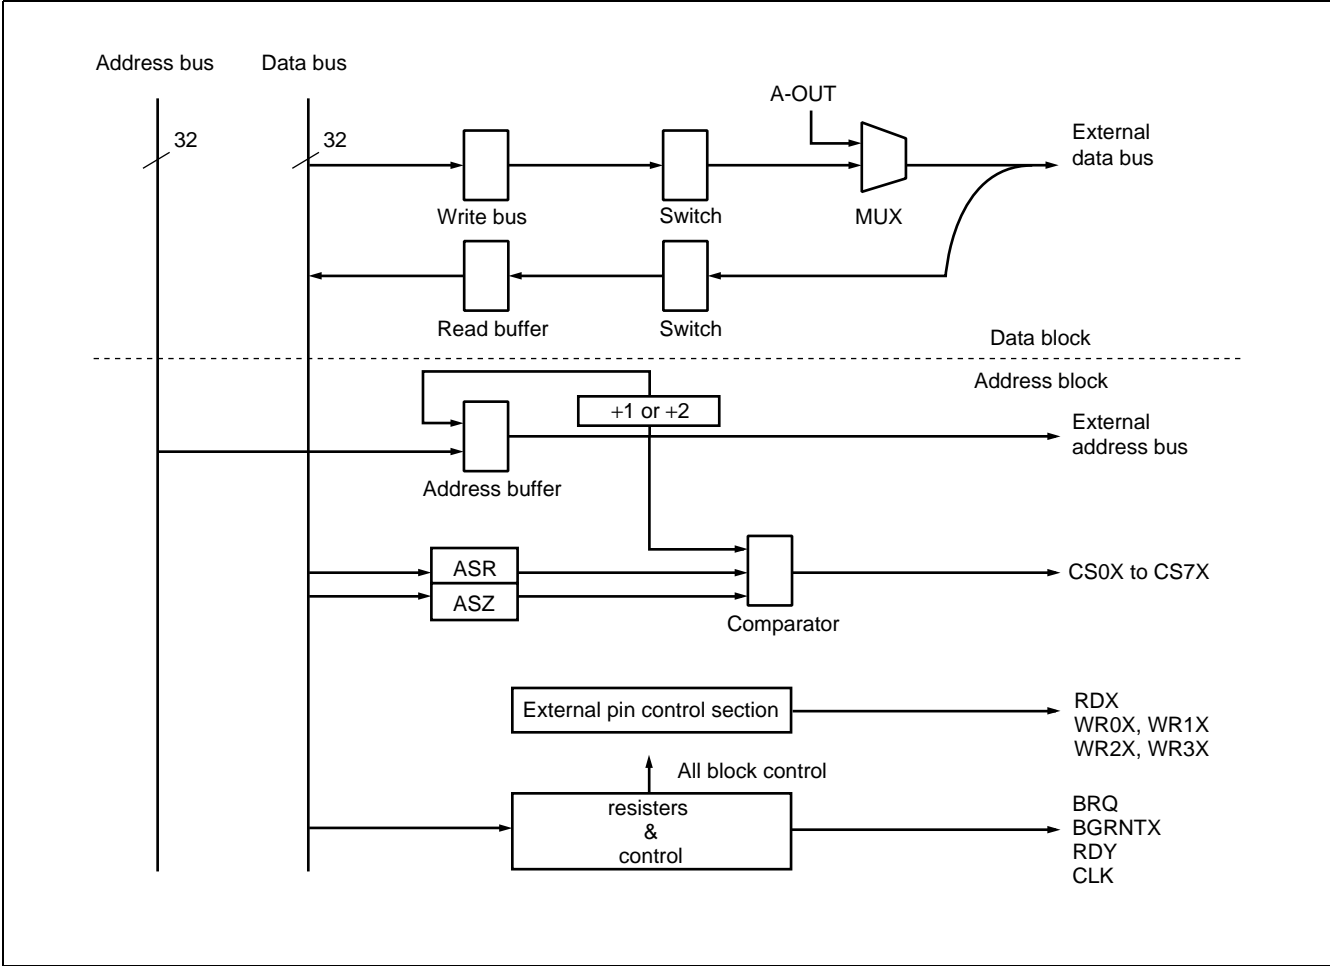 Address bus
Data bus
32
32
A-OUT
External
data bus
Write bus
Switch
MUX
Read buffer
Switch
Data block
Address block
+1 or +2
External
address bus
Address buffer
ASR
ASZ
CS0X to CS7X
Comparator
External pin control section
RDX
WR0X, WR1X
WR2X, WR3X
All block control
resisters
&
control
BRQ
BGRNTX
RDY
CLK